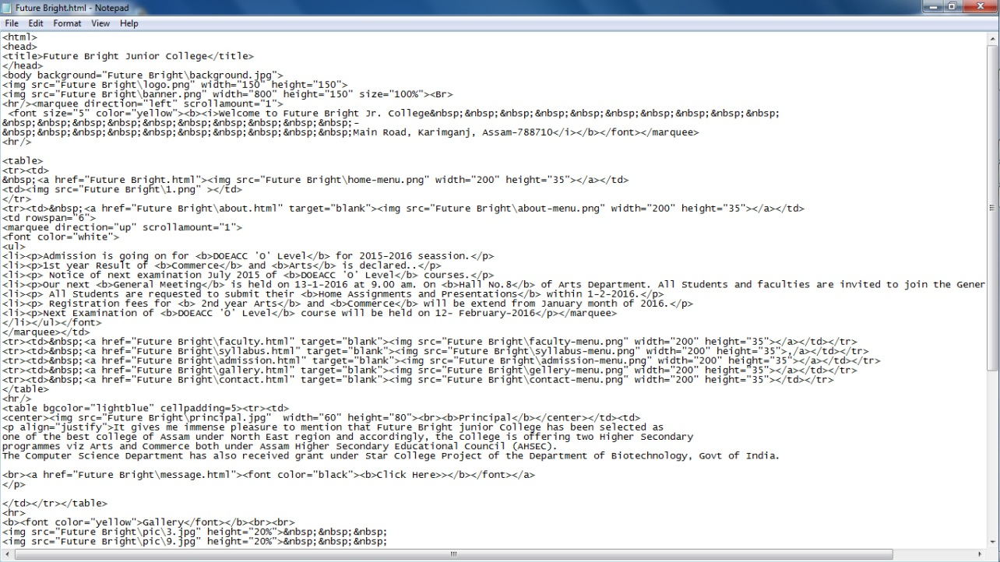 Future Bright.html - Notepad
File Edit Format View Help
<html>
<head>
<title>Future Bright Junior College</title>
</head>
<body background="Future Bright\background.jpg">
<img src="Future Bright\logo.png" width="150" height="150">
<img src="Future Bright\banner.png" width="800" height="150" size="100%"><Br>
<hr/><marquee direction="left" scrollamount="1">
 <font size="5" color="yellow"><b><i>Welcome to Future Bright Jr. College&nbsp;&nbsp;&nbsp;&nbsp;&nbsp;&nbsp;&nbsp;&nbsp;&nbsp;&nbsp;
&nbsp;&nbsp;&nbsp;&nbsp;&nbsp;&nbsp;&nbsp;&nbsp;&nbsp;&nbsp;-
&nbsp;&nbsp;&nbsp;&nbsp;&nbsp;&nbsp;&nbsp;&nbsp;&nbsp;&nbsp;Main Road, Karimganj, Assam-788710</i></b></font></marquee>
<hr/>
<table>
<tr><td>
&nbsp;<a href="Future Bright.html"><img src="Future Bright\home-menu.png" width="200" height="35"></a></td>
<td><img src="Future Bright\1.png" ></td>
</tr>
<tr><td>&nbsp;<a href="Future Bright\about.html" target="blank"><img src="Future Bright\about-menu.png" width="200" height="35"></a></td>
<td rowspan="6">
<marquee direction="up" scrollamount="1">
<font color="white">
<ul>
<li><p>Admission is going on for <b>DOEACC 'O' Level</b> for 2015-2016 seassion.</p>
<li><p>1st year Result of <b>Commerce</b> and <b>Arts</b> is declared..</p>
<li><p> Notice of next examination July 2015 of <b>DOEACC 'O' Level</b> courses.</p>
<li><p>Our next <b>General Meeting</b> is held on 13-1-2016 at 9.00 am. On <b>Hall No.8</b> of Arts Department. All Students and faculties are invited to join the Gener
<li><p> All Students are requested to submit their <b>Home Assignments and Presentations</b> within 1-2-2016.</p>
<li><p> Registration fees for <b> 2nd year Arts</b> and <b>Commerce</b> will be extend from January month of 2016.</p>
<li><p>Next Examination of <b>DOEACC 'O' Level</b> course will be held on 12- February-2016</p></marquee>
</li></ul></font>
</marquee></td>
<tr><td>&nbsp;<a href="Future Bright\faculty.html" target="blank"><img src="Future Bright\faculty-menu.png" width="200" height="35"></a></td></tr>
<tr><td>&nbsp;<a href="Future Bright\syllabus.html" target="blank"><img src="Future Bright\syllabus-menu.png" width="200" height="35">,/a></td></tr>
<tr><td>&nbsp;<a href="Future Bright\admission.html" target="blank"><img src="Future Bright\admission-menu.png" width="200" height="35"></a></td></tr>
<tr><td>&nbsp;<a href="Future Bright\gallery.html" target="blank"><img src="Future Bright\gellery-menu.png" width="200" height="35"></a></td></tr>
<tr><td>&nbsp;<a href="Future Bright\contact.html" target="blank"><img src="Future Bright\contact-menu.png" width="200" height="35"></td></tr>
</table>
<hr/>
<table bgcolor="lightblue" cellpadding=5><tr><td>
<center><img src="Future Bright\principal.jpg"  width="60" height="80"><br><b>Principal</b></center></td><td>
<p align="justify">It gives me immense pleasure to mention that Future Bright junior College has been selected as
one of the best college of Assam under North East region and accordingly, the college is offering two Higher Secondary
programmes viz Arts and Commerce both under Assam Higher Secondary Educational Council (AHSEC).
The Computer Science Department has also received grant under Star College Project of the Department of Biotechnology, Govt of India.
<br><a href="Future Bright\message.html"><font color="black"><b>Click Here>></b></font></a>
</p>
</td></tr></table>
<hr>
<b><font color="yellow">Gallery</font></b><br><br>
<img src="Future Bright\pic\3.jpg" height="20%">&nbsp;&nbsp;&nbsp;
<img src="Future Bright\pic\9.jpg" height="20%">&nbsp;&nbsp;&nbsp;